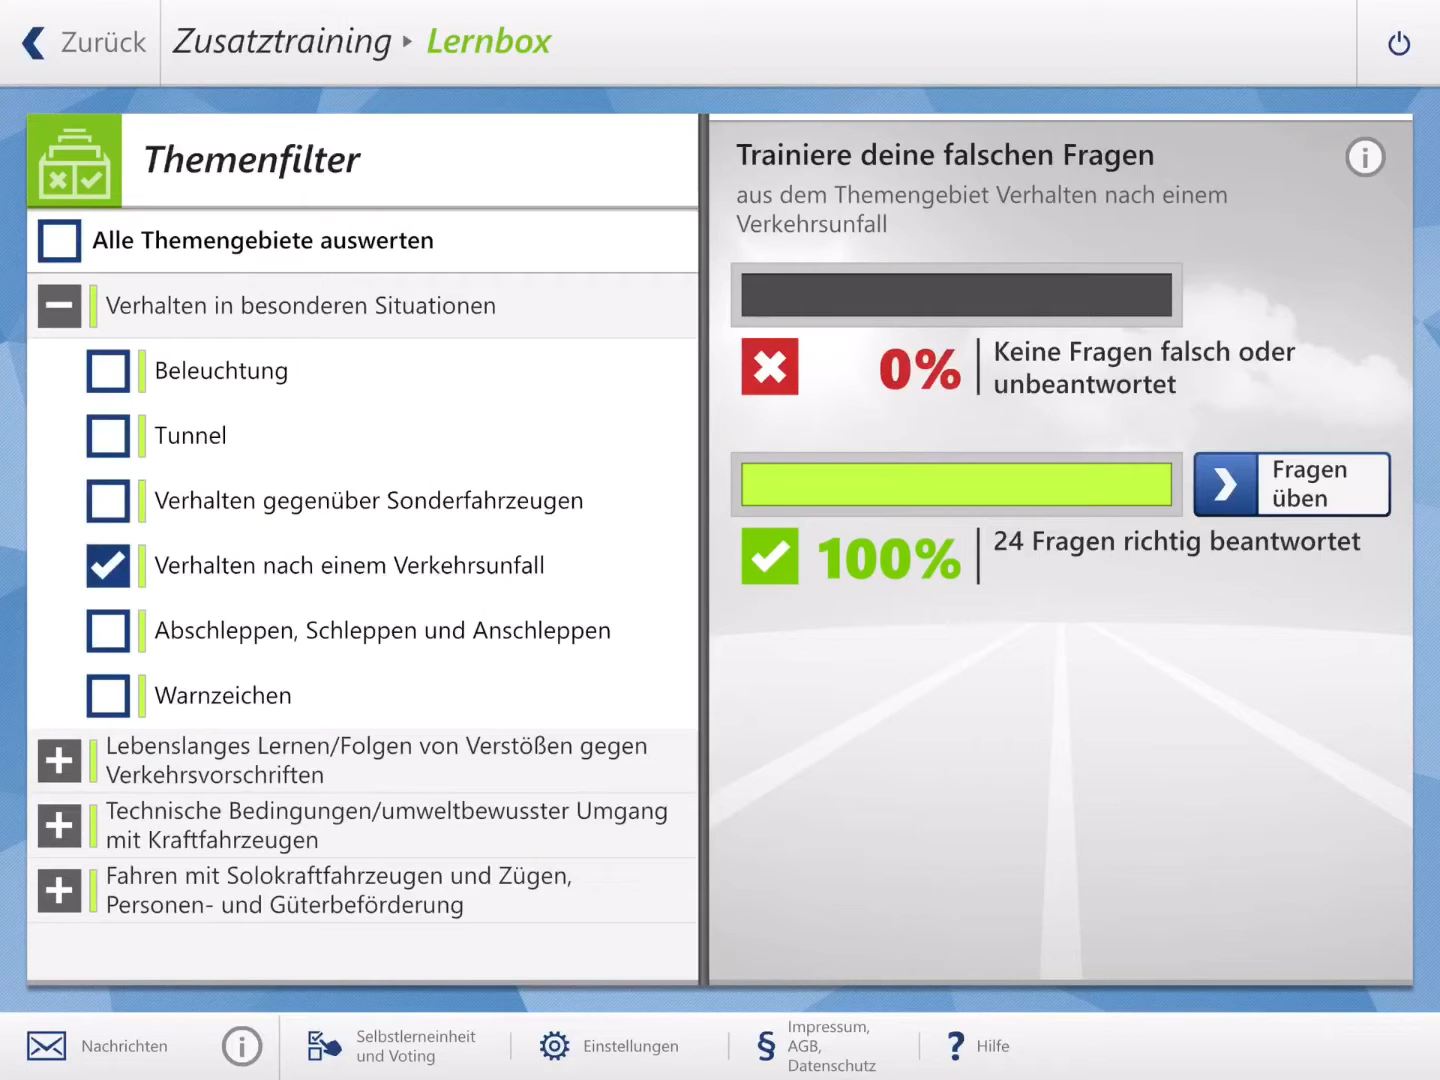 Zurück
Zusatztraining ▸ Lernbox
Themenfilter
Alle Themengebiete auswerten
Verhalten in besonderen Situationen
Beleuchtung
Tunnel
Verhalten gegenüber Sonderfahrzeugen
Verhalten nach einem Verkehrsunfall
Abschleppen, Schleppen und Anschleppen
Warnzeichen
Lebenslanges Lernen/Folgen von Verstößen gegen
Verkehrsvorschriften
Technische Bedingungen/umweltbewusster Umgang
mit Kraftfahrzeugen
Fahren mit Solokraftfahrzeugen und Zügen,
Personen- und Güterbeförderung
Trainiere deine falschen Fragen
aus dem Themengebiet Verhalten nach einem
Verkehrsunfall
0%
Keine Fragen falsch oder
unbeantwortet
Fragen
üben
100%
24 Fragen richtig beantwortet
Nachrichten
Selbstlerneinheit
und Voting
Einstellungen
§
Impressum,
AGB,
Datenschutz
? Hilfe